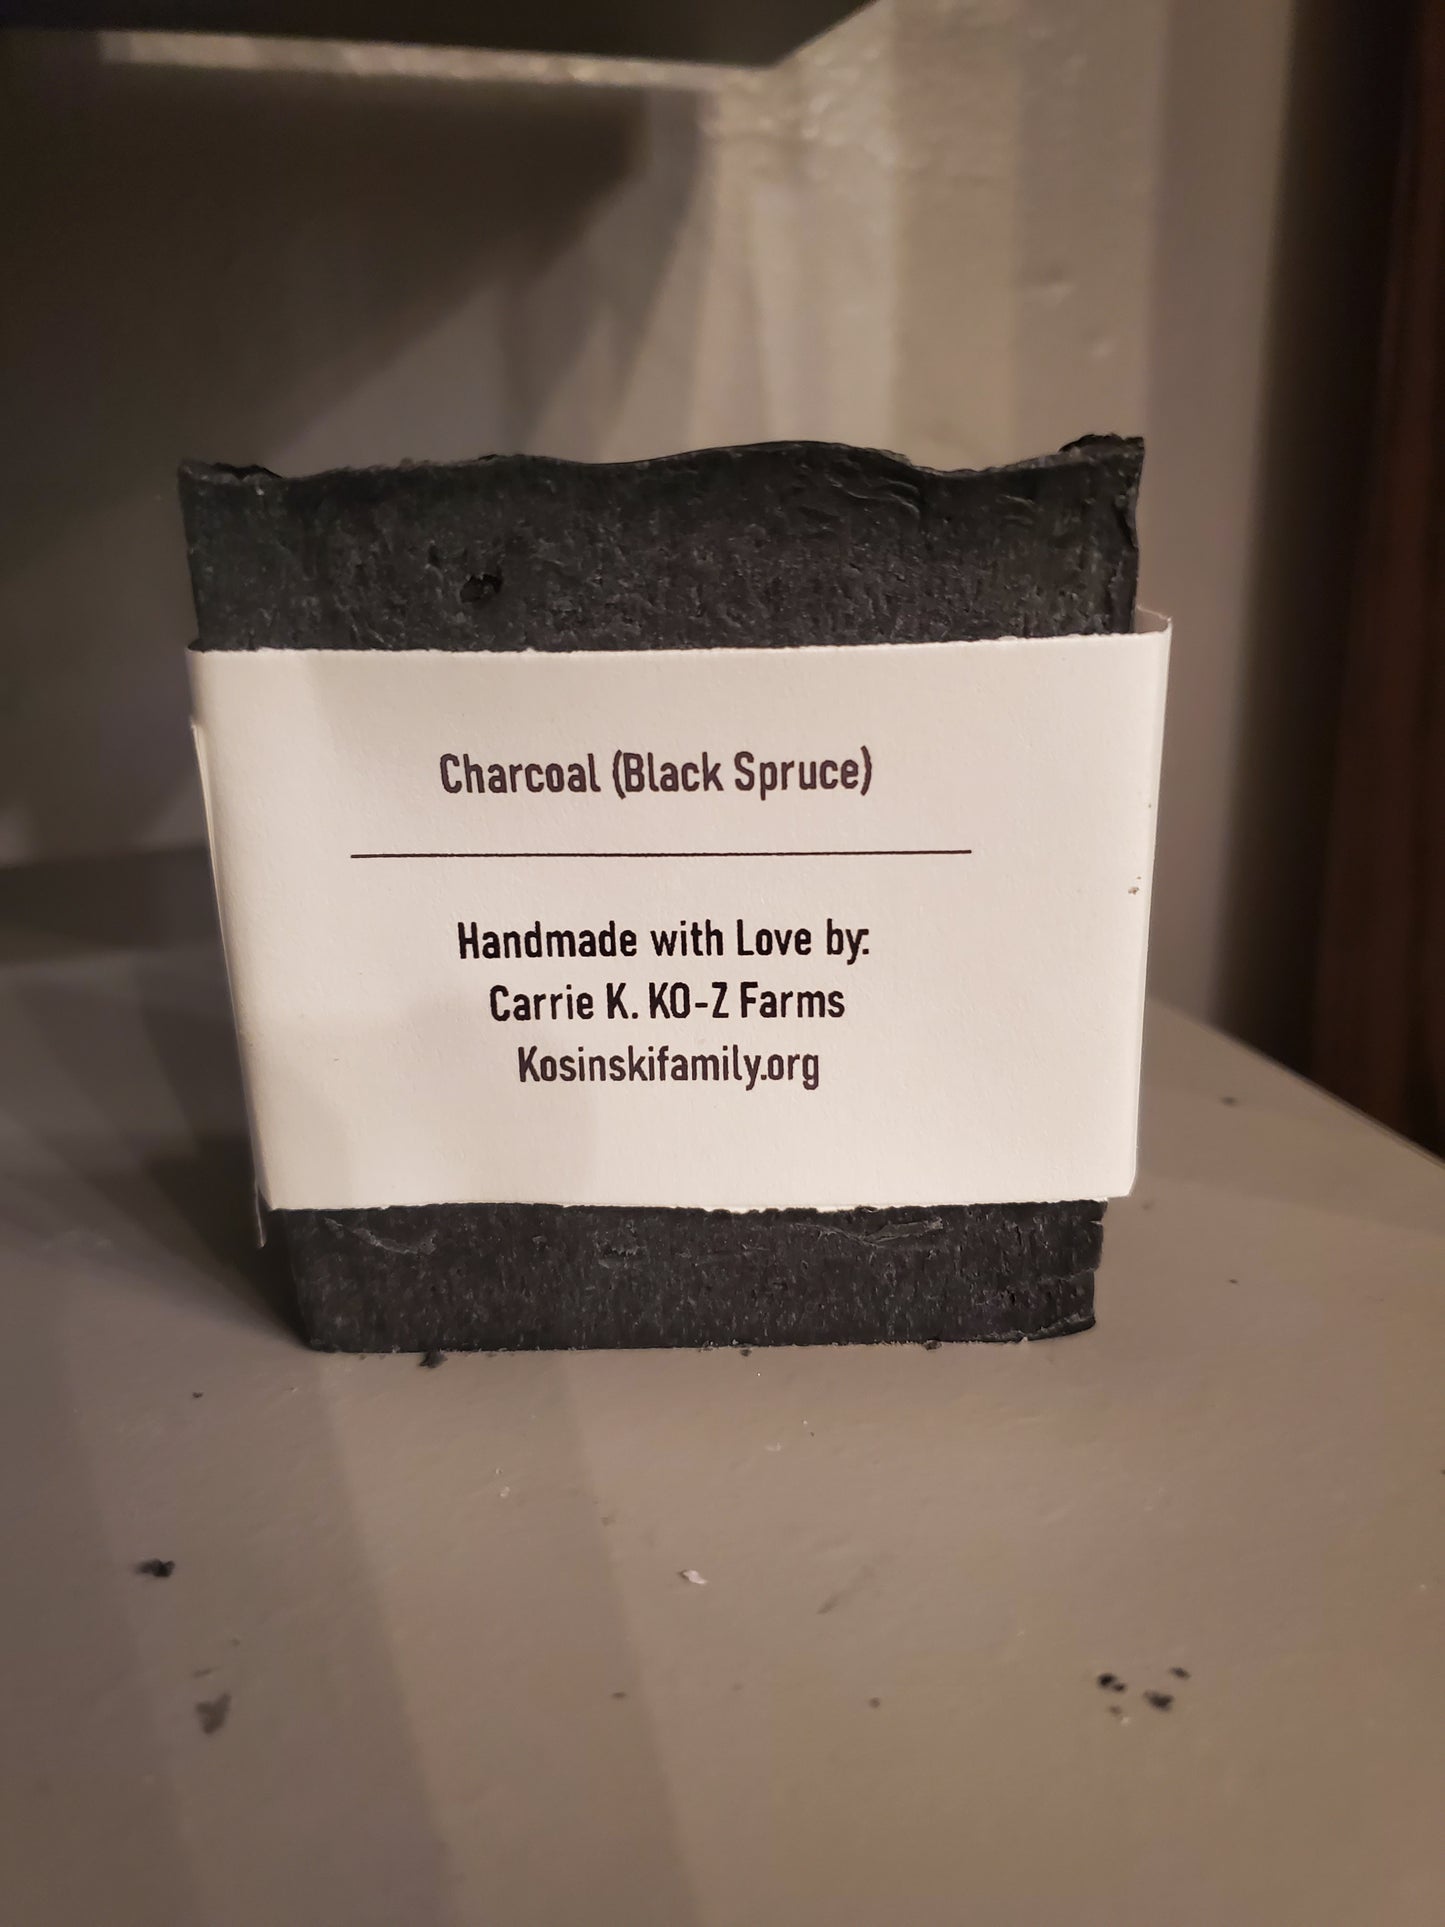 Charcoal (Black Spruce)
Handmade with Love by:
Carrie K. KO-Z Farms
Kosinskifamily.org